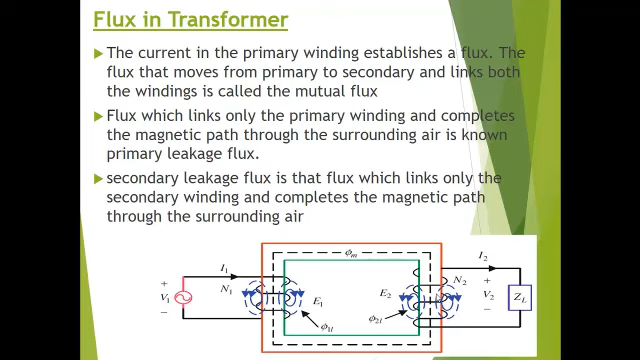 Flux in Transformer
The current in the primary winding establishes a flux. The
flux that moves from primary to secondary and links both
the windings is called the mutual flux
Flux which links only the primary winding and completes
the magnetic path through the surrounding air is known
primary leakage flux.
secondary leakage flux is that flux which links only the
secondary winding and completes the magnetic path
through the surrounding air
ϕm
I1
I2
+
V1
−
N1
E1
E2
N2
+
V2
−
ZL
ϕ1l
ϕ2l